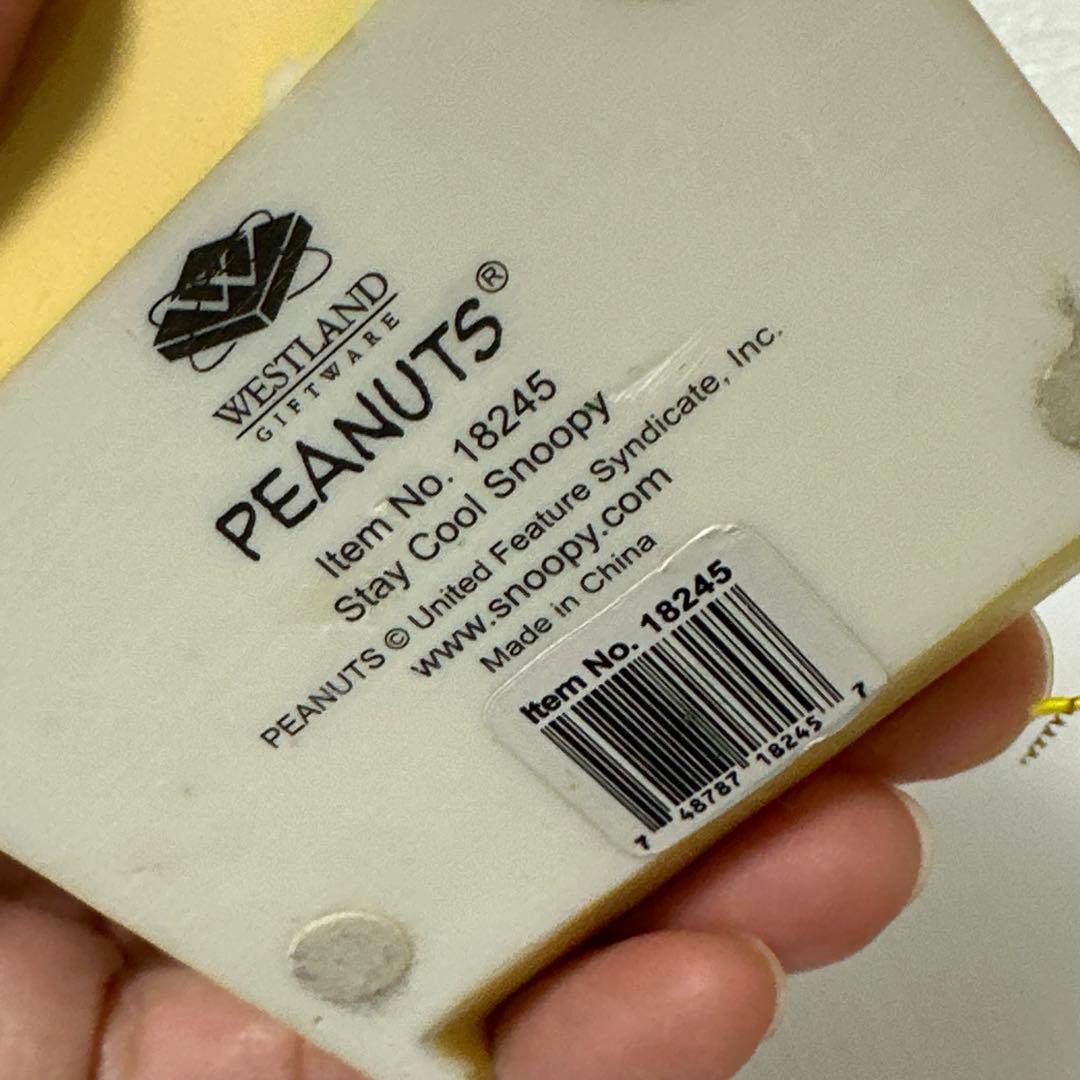 W
WESTLAND
GIFTWARE
PEANUTS®
Item No. 18245
Stay Cool Snoopy
PEANUTS © United Feature Syndicate, Inc.
www.snoopy.com
Made in China
Item No. 18245
7 48787 18245 7